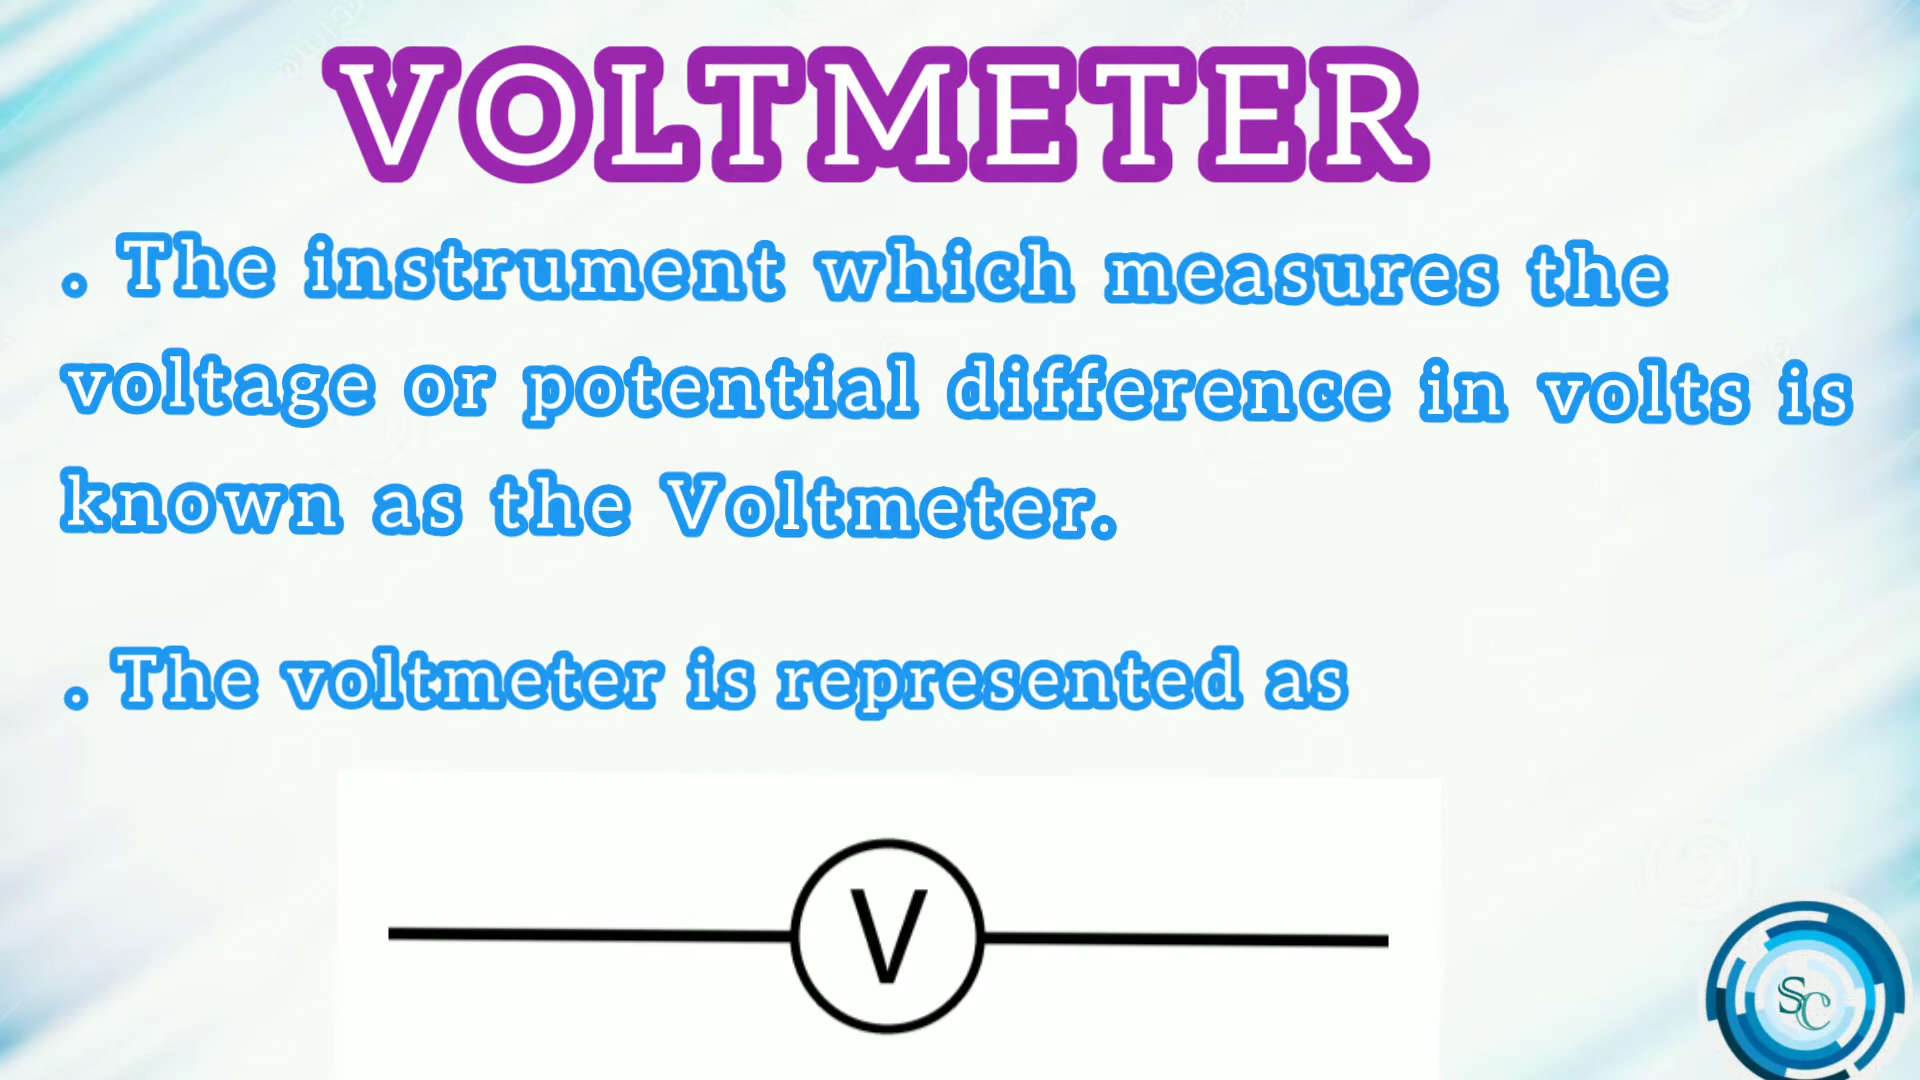 VOLTMETER
. The instrument which measures the
voltage or potential difference in volts is
known as the Voltmeter.
. The voltmeter is represented as
V
SC